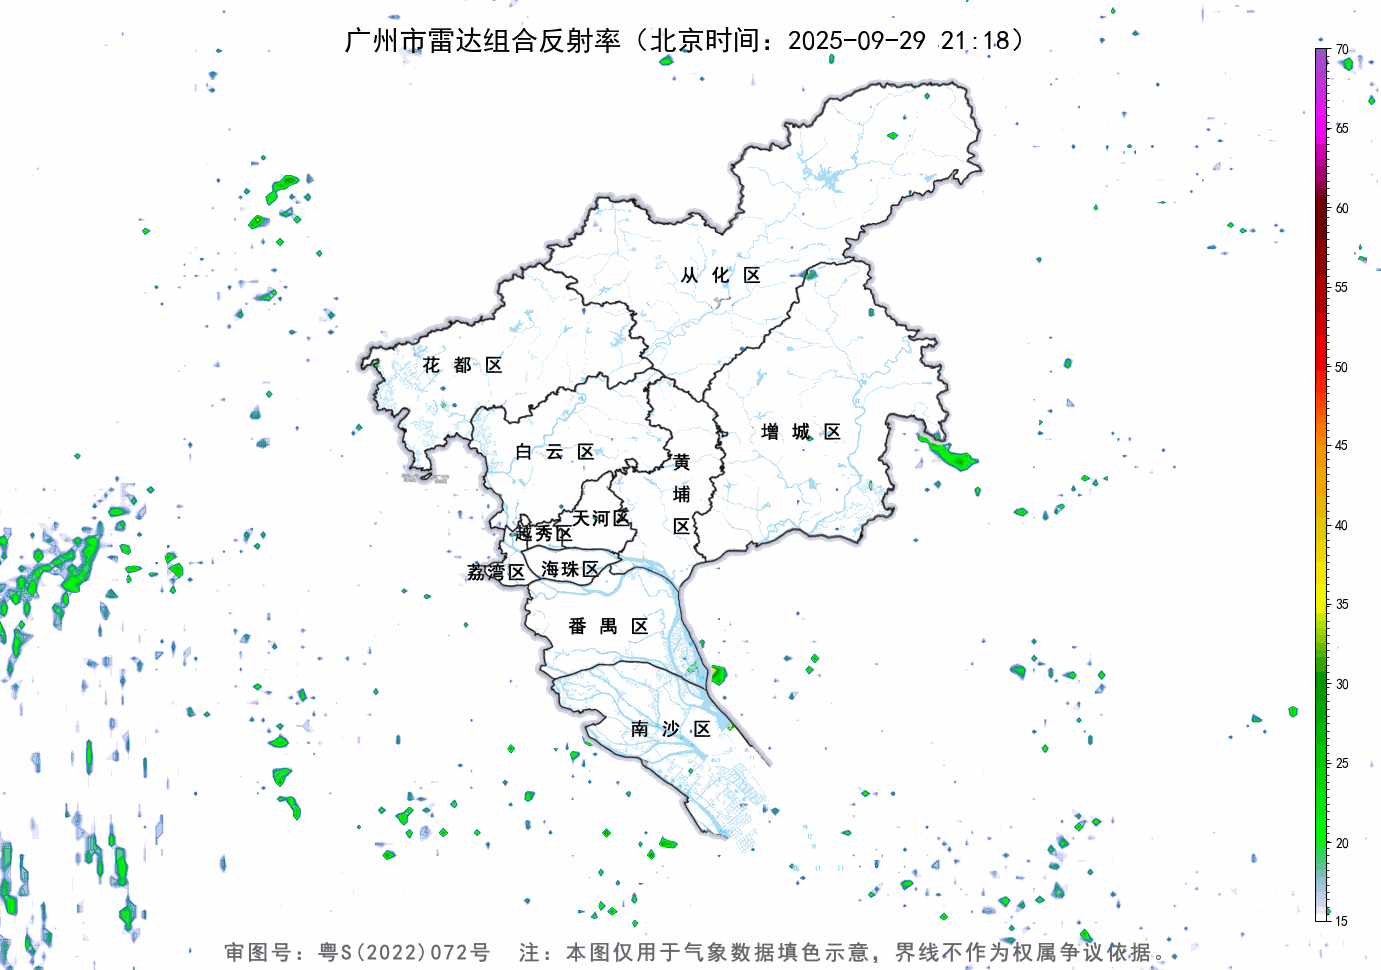 广州市雷达组合反射率（北京时间：2025-09-29 21:18）
70
65
60
55
50
45
40
35
30
25
20
15
从化区
花都区
增城区
白云区
黄埔区
天河区
越秀区
荔湾区
海珠区
番禺区
南沙区
审图号：粤S(2022)072号 注：本图仅用于气象数据填色示意，界线不作为权属争议依据。